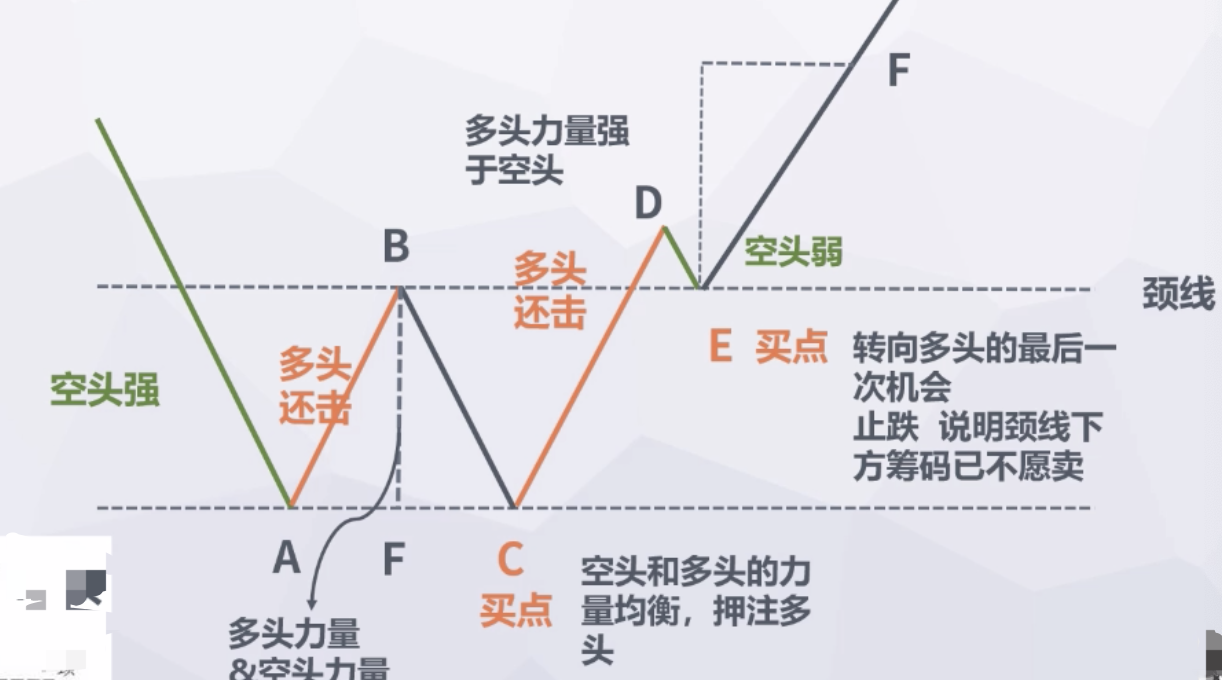 F
多头力量强
于空头
D
B
空头弱
多头
还击
颈线
E 买点
转向多头的最后一
次机会
止跌 说明颈线下
方筹码已不愿卖
多头
还击
空头强
A
F
C
买点
空头和多头的力
量均衡，押注多
头
多头力量
&空头力量